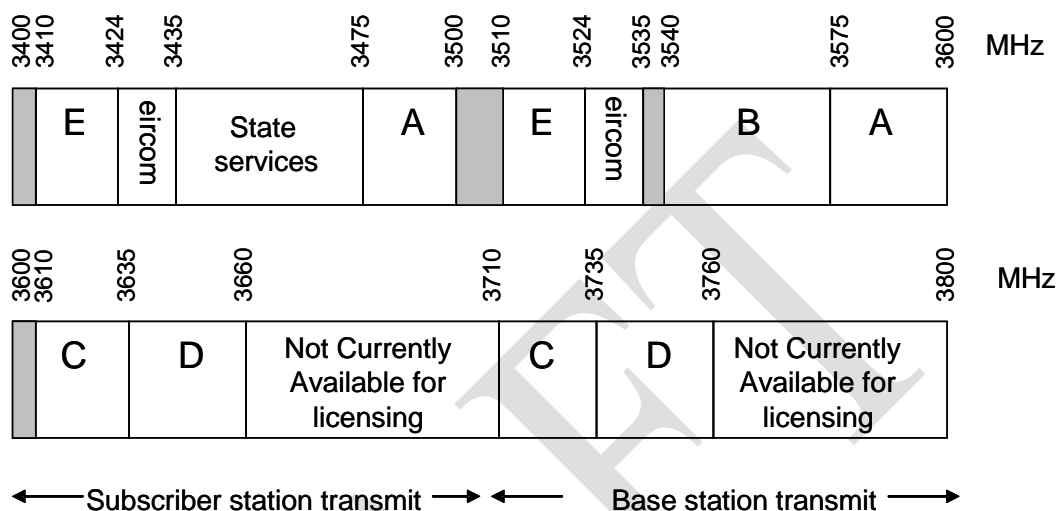 3400 3410 3424 3435 3475 3500 3510 3524 3535 3540 3575 3600 MHz
E eircom State services A E eircom B A
3600 3610 3635 3660 3710 3735 3760 3800 MHz
C D Not Currently Available for licensing C D Not Currently Available for licensing
Subscriber station transmit Base station transmit
FT